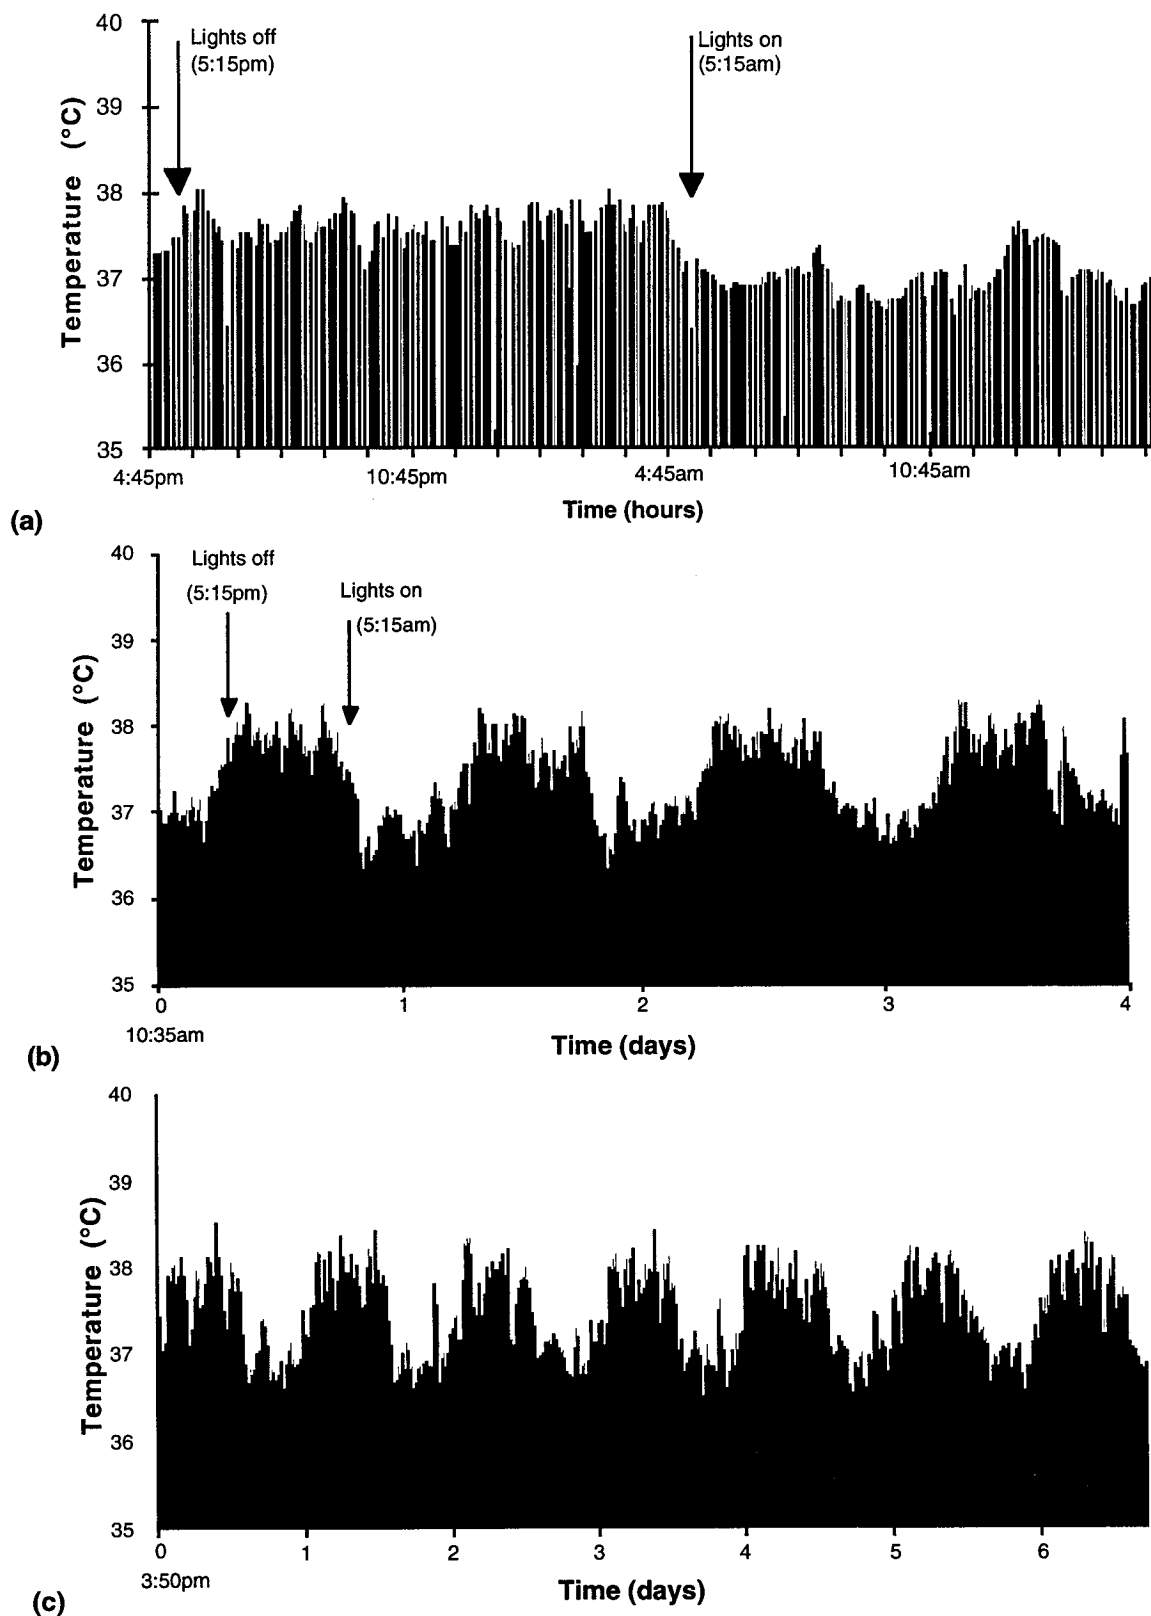 40
Lights off
(5:15pm)
Lights on
(5:15am)
39
38
37
36
35
Temperature (°C)
4:45pm
10:45pm
4:45am
10:45am
Time (hours)
(a)
40
Lights off
(5:15pm)
Lights on
(5:15am)
39
38
37
36
35
Temperature (°C)
0
1
2
3
4
10:35am
Time (days)
(b)
40
39
38
37
36
35
Temperature (°C)
0
1
2
3
4
5
6
3:50pm
Time (days)
(c)